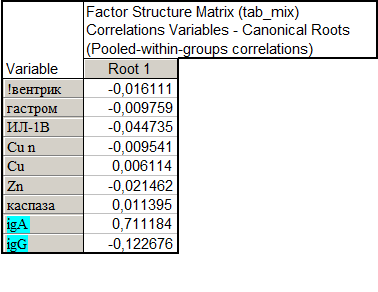 Factor Structure Matrix (tab_mix)
Correlations Variables - Canonical Roots
(Pooled-within-groups correlations)
Variable Root 1
!вентрик -0,016111
гастром -0,009759
ИЛ-1В -0,044735
Cu n -0,009541
Cu 0,006114
Zn -0,021462
каспаза 0,011395
igA 0,711184
igG -0,122676